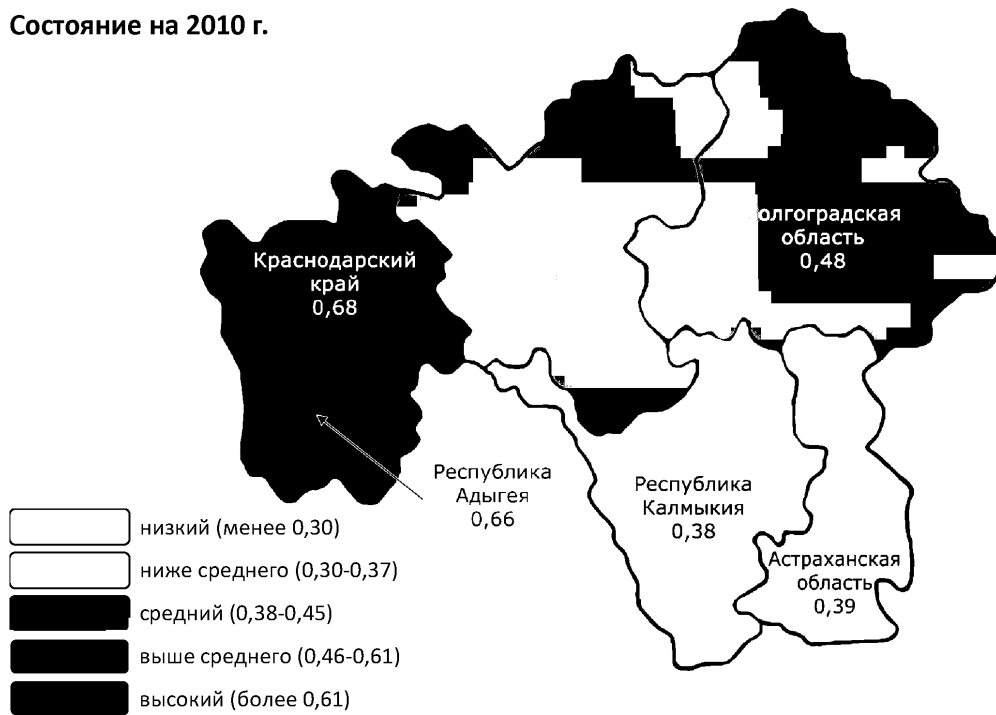 Состояние на 2010 г.
олгоградская
область
0,48
Краснодарский
край
0,68
Республика
Адыгея
0,66
Республика
Калмыкия
0,38
Астраханская
область
0,39
низкий (менее 0,30)
ниже среднего (0,30-0,37)
средний (0,38-0,45)
выше среднего (0,46-0,61)
высокий (более 0,61)